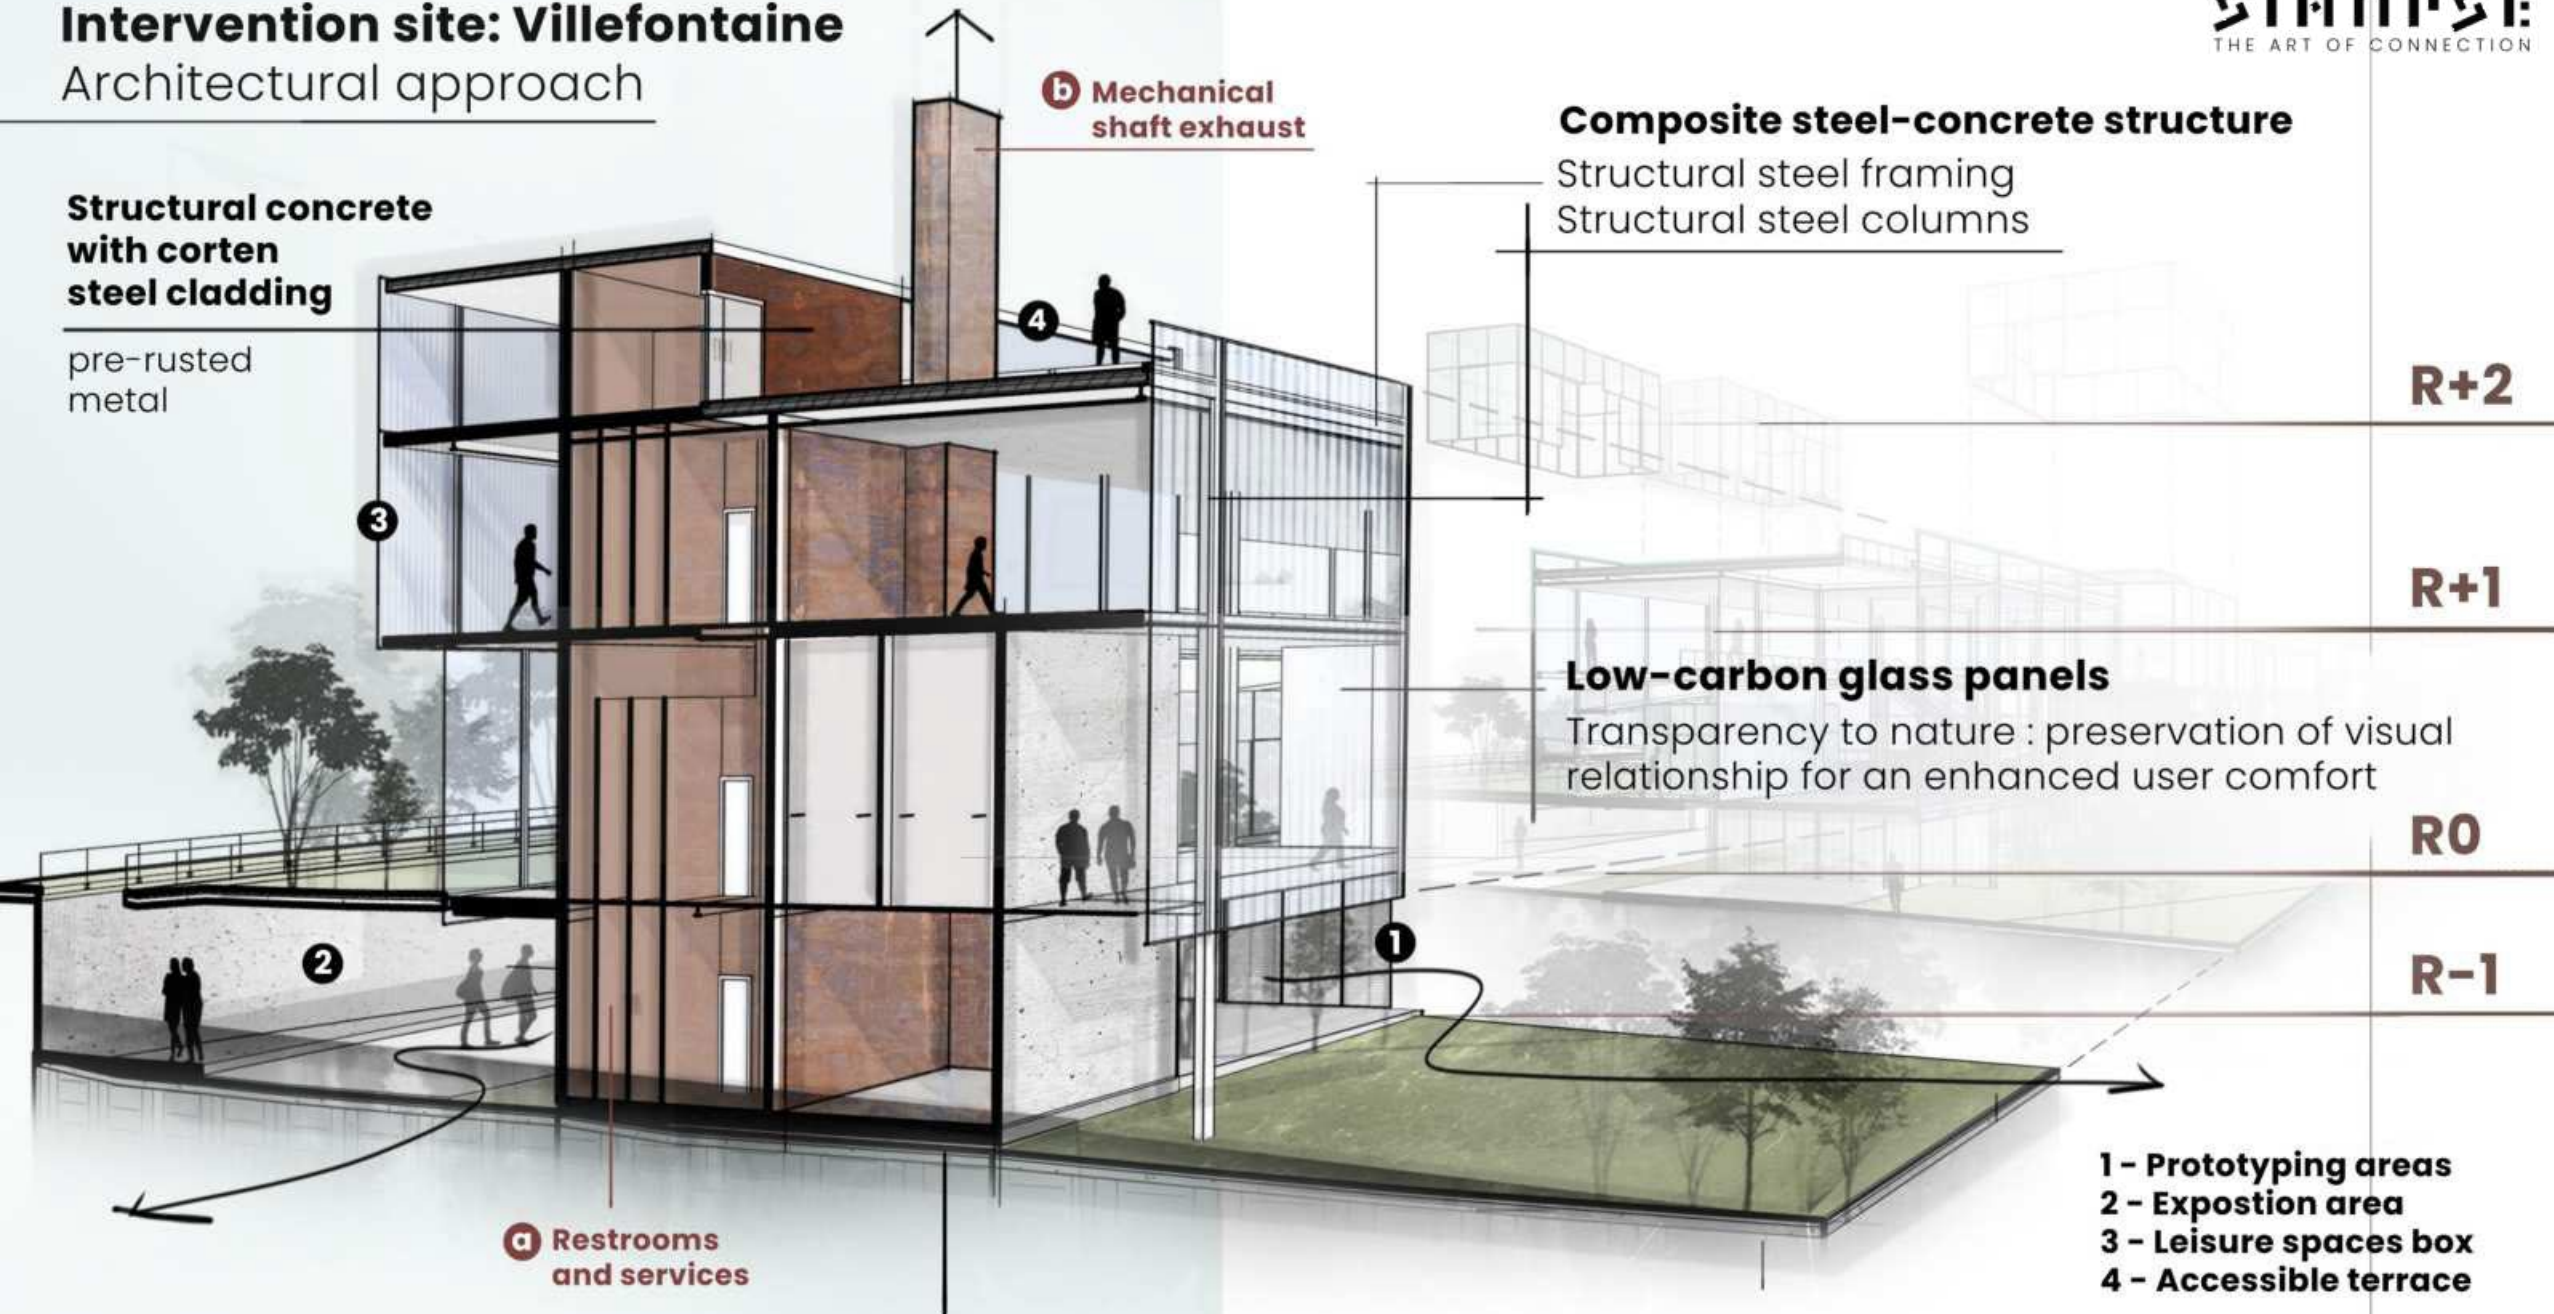 Intervention site: Villefontaine
Architectural approach
THE ART OF CONNECTION
b Mechanical
shaft exhaust
Composite steel-concrete structure
Structural steel framing
Structural steel columns
Structural concrete
with corten
steel cladding
pre-rusted
metal
4
R+2
3
R+1
Low-carbon glass panels
Transparency to nature : preservation of visual
relationship for an enhanced user comfort
R0
2
1
R-1
a Restrooms
and services
1 - Prototyping areas
2 - Expostion area
3 - Leisure spaces box
4 - Accessible terrace